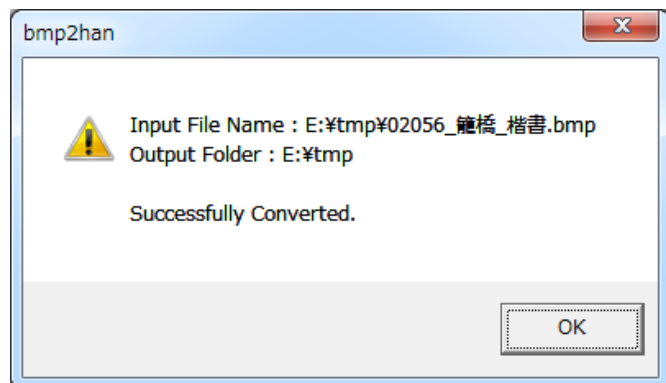 bmp2han
Input File Name : E:¥tmp¥02056_籠橋_楷書.bmp
Output Folder : E:¥tmp
Successfully Converted.
OK